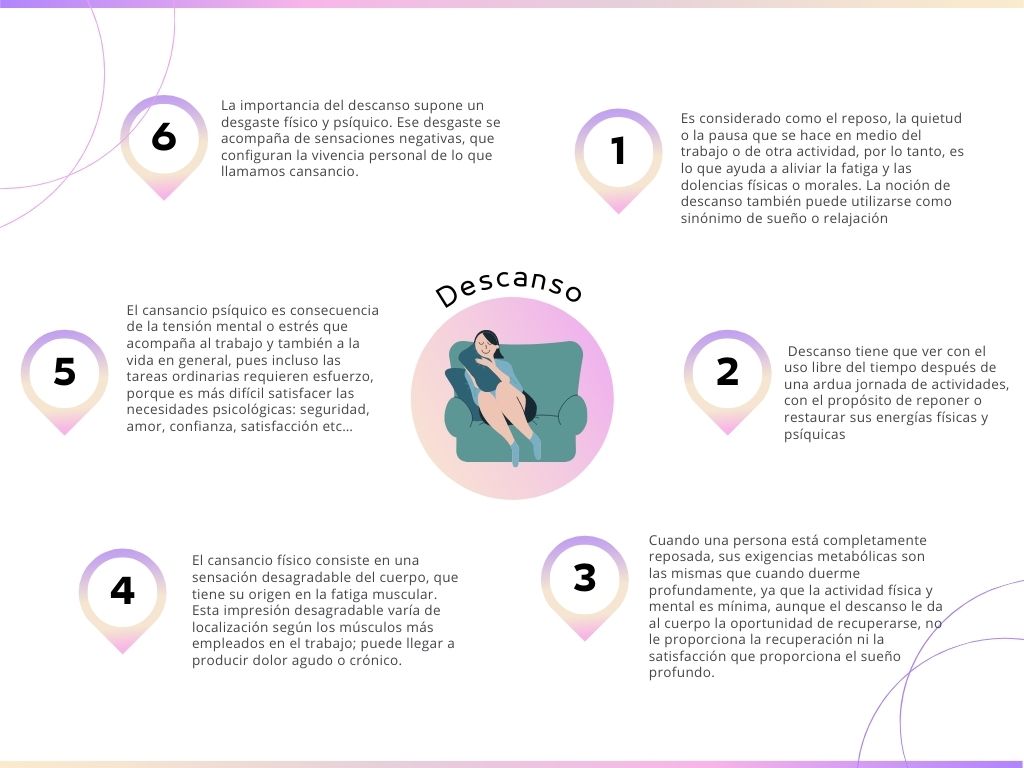 6
La importancia del descanso supone un
desgaste físico y psíquico. Ese desgaste se
acompaña de sensaciones negativas, que
configuran la vivencia personal de lo que
llamamos cansancio.
1
Es considerado como el reposo, la quietud
o la pausa que se hace en medio del
trabajo o de otra actividad, por lo tanto, es
lo que ayuda a aliviar la fatiga y las
dolencias físicas o morales. La noción de
descanso también puede utilizarse como
sinónimo de sueño o relajación
Descanso
5
El cansancio psíquico es consecuencia
de la tensión mental o estrés que
acompaña al trabajo y también a la
vida en general, pues incluso las
tareas ordinarias requieren esfuerzo,
porque es más difícil satisfacer las
necesidades psicológicas: seguridad,
amor, confianza, satisfacción etc...
2
Descanso tiene que ver con el
uso libre del tiempo después de
una ardua jornada de actividades,
con el propósito de reponer o
restaurar sus energías físicas y
psíquicas
4
El cansancio físico consiste en una
sensación desagradable del cuerpo, que
tiene su origen en la fatiga muscular.
Esta impresión desagradable varía de
localización según los músculos más
empleados en el trabajo; puede llegar a
producir dolor agudo o crónico.
3
Cuando una persona está completamente
reposada, sus exigencias metabólicas son
las mismas que cuando duerme
profundamente, ya que la actividad física y
mental es mínima, aunque el descanso le da
al cuerpo la oportunidad de recuperarse, no
le proporciona la recuperación ni la
satisfacción que proporciona el sueño
profundo.